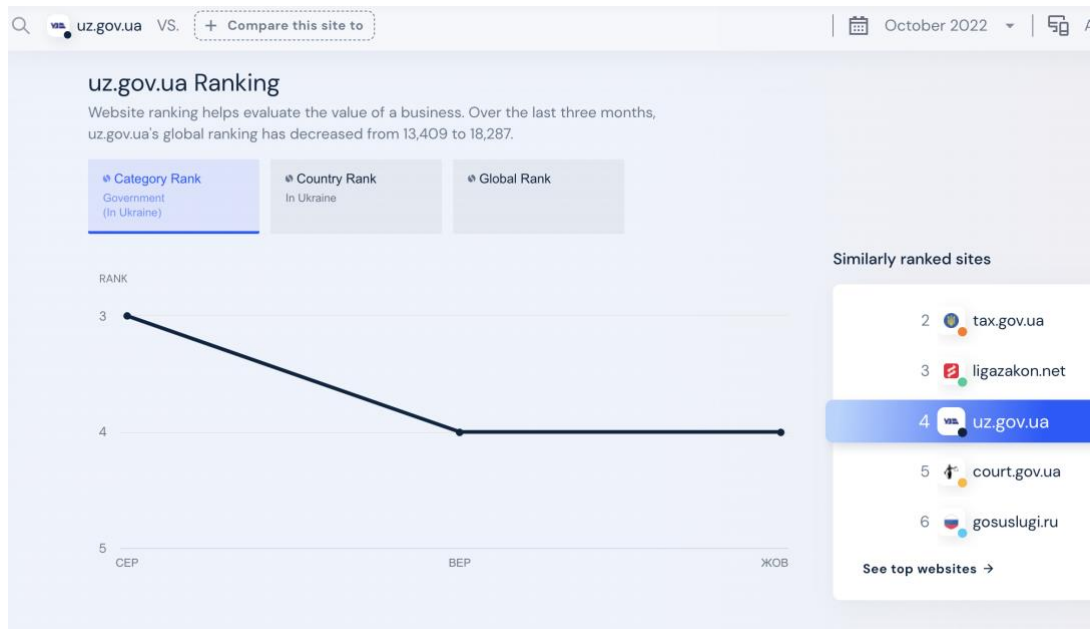 uz.gov.ua VS. + Compare this site to October 2022
uz.gov.ua Ranking
Website ranking helps evaluate the value of a business. Over the last three months,
uz.gov.ua's global ranking has decreased from 13,409 to 18,287.
Category Rank
Government
(In Ukraine)
Country Rank
In Ukraine
Global Rank
RANK
3
4
5
СЕР ВЕР ЖОВ
Similarly ranked sites
2 tax.gov.ua
3 ligazakon.net
4 uz.gov.ua
5 court.gov.ua
6 gosuslugi.ru
See top websites →